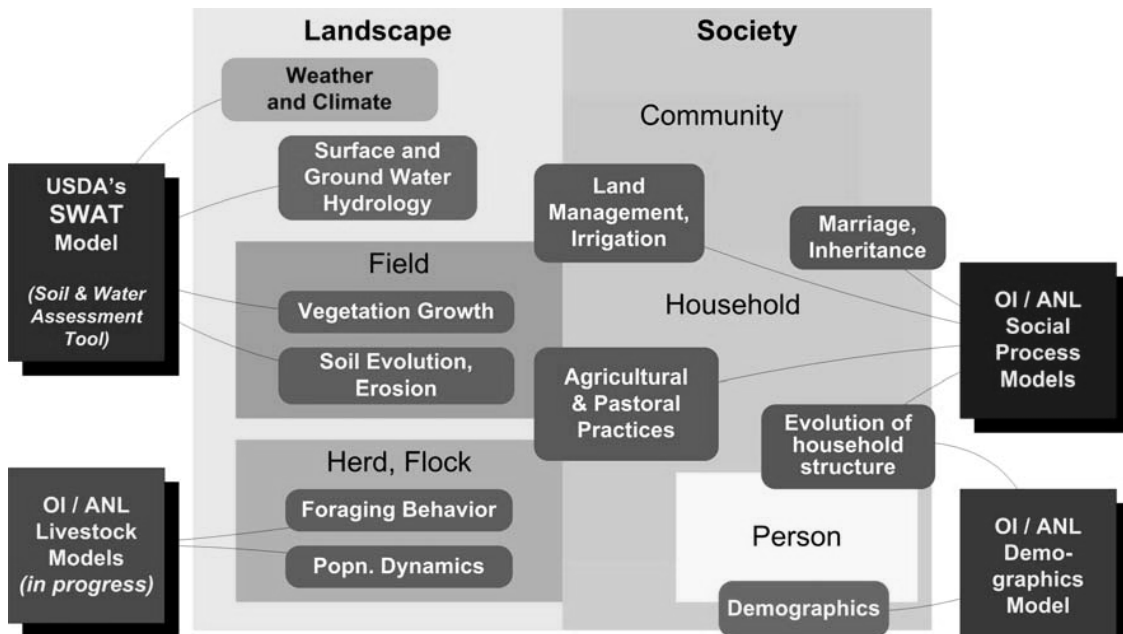 Landscape
Society
Weather
and Climate
Community
Surface and
Ground Water
Hydrology
USDA's
SWAT
Model
(Soil & Water
Assessment
Tool)
Land
Management,
Irrigation
Marriage,
Inheritance
Field
Vegetation Growth
Soil Evolution,
Erosion
Household
OI / ANL
Social
Process
Models
Agricultural
& Pastoral
Practices
Evolution of
household
structure
Herd, Flock
Foraging Behavior
Popn. Dynamics
OI / ANL
Livestock
Models
(in progress)
Person
Demographics
OI / ANL
Demo-
graphics
Model